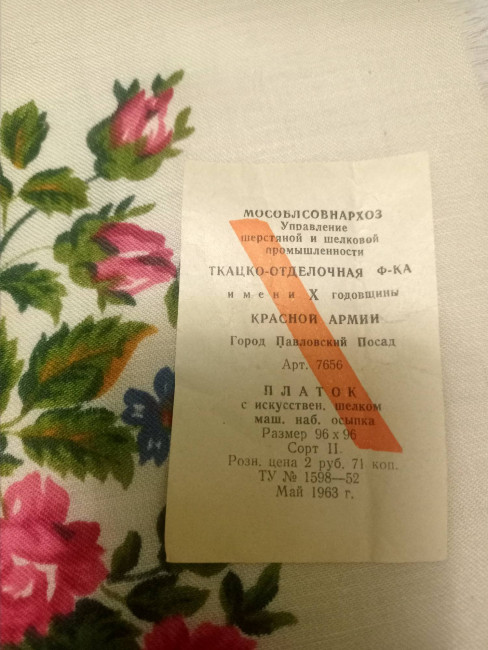 МОСОБЛСОВНАРХОЗ
Управление
шерстяной и шелковой
промышленности
ТКАЦКО-ОТДЕЛОЧНАЯ Ф-КА
имени X годовщины
КРАСНОЙ АРМИИ
Город Павловский Посад
Арт. 7656
ПЛАТОК
с искусствен. шелком
маш. наб. осыпка
Размер 96 х 96
Сорт II
Розн. цена 2 руб. 71 коп.
ТУ № 1598—52
Май 1963 г.